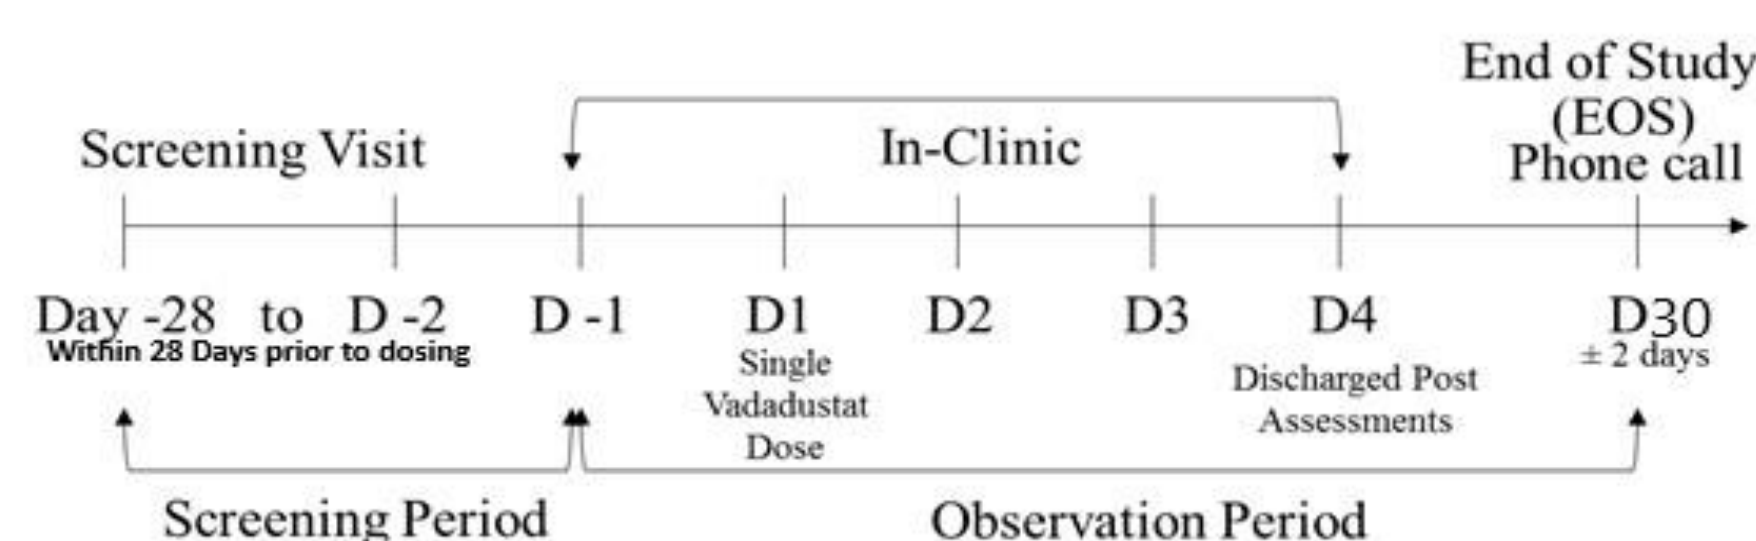 End of Study
(EOS)
Phone call
Screening Visit
In-Clinic
Day -28 to D -2 D -1 D1 D2 D3 D4 D30
Within 28 Days prior to dosing
± 2 days
Single
Vadadustat
Dose
Discharged Post
Assessments
Screening Period
Observation Period